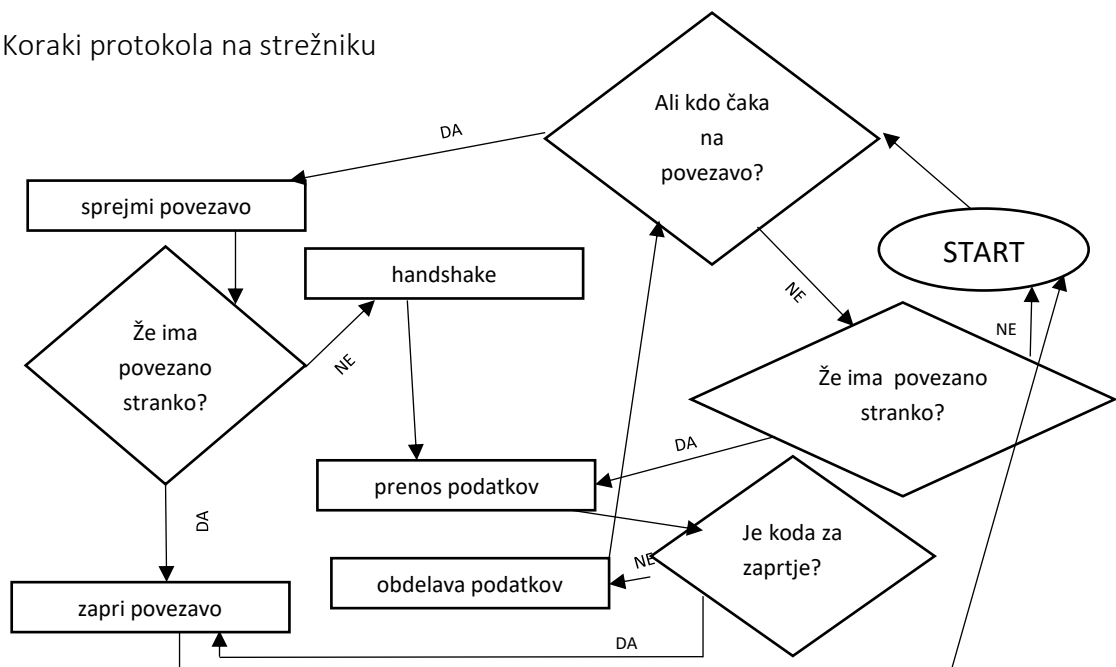 Koraki protokola na strežniku
Ali kdo čaka
na
povezavo?
DA
sprejmi povezavo
START
handshake
NE
NE
Že ima
povezano
stranko?
NE
Že ima povezano
stranko?
DA
prenos podatkov
DA
Je koda za
zaprtje?
NE
obdelava podatkov
zapri povezavo
DA